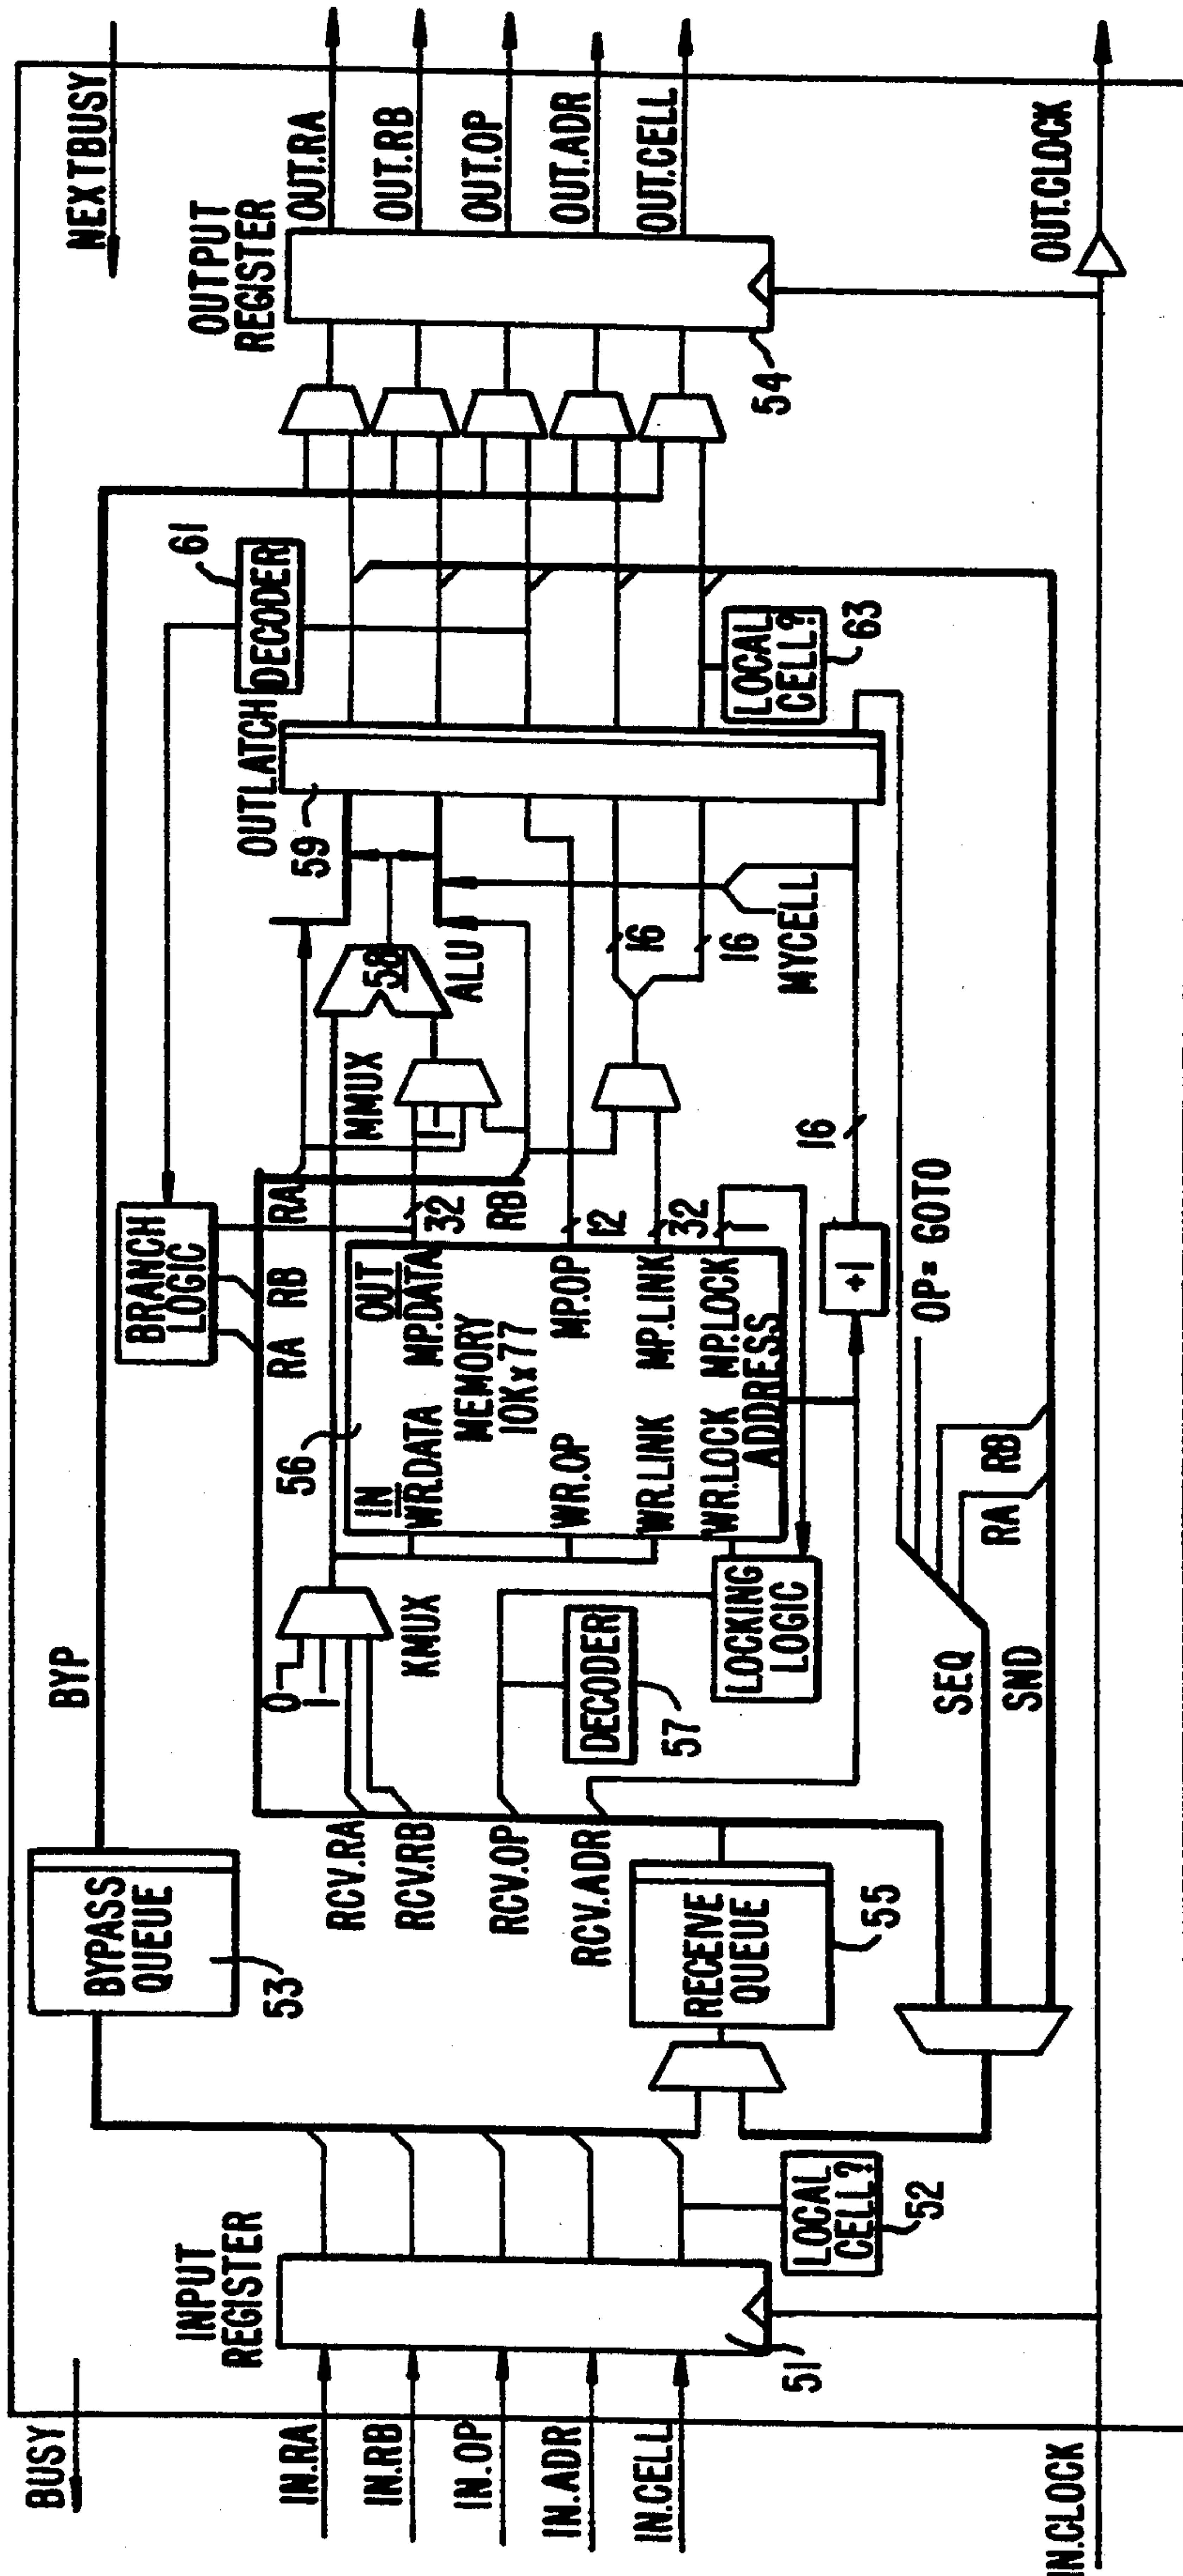 BUSY
NEXTBUSY
BYPASS
QUEUE
53
BYP
BRANCH
LOGIC
RA
RB
DECODER
61
OUTPUT
REGISTER
OUT.RA
OUT.RB
OUT.OP
OUT.ADR
OUT.CELL
54
OUT.CLOCK
INPUT
REGISTER
IN.RA
IN.RB
IN.OP
IN.ADR
IN.CELL
51
IN.CLOCK
LOCAL
CELL?
52
RCV.RA
RCV.RB
RCV.OP
RCV.ADR
RECEIVE
QUEUE
55
0
1
KMUX
DECODER
57
LOCKING
LOGIC
56
IN
OUT
WR.DATA
MP.DATA
MEMORY
10K x 77
WR.OP
MP.OP
WR.LINK
MP.LINK
WR.LOCK
MP.LOCK
ADDRESS
RA
32
RB
12
32
1
MMUX
1
58
ALU
OUTLATCH
59
16
16
MYCELL
+1
16
LOCAL
CELL?
63
OP= GOTO
RA
RB
SEQ
SND